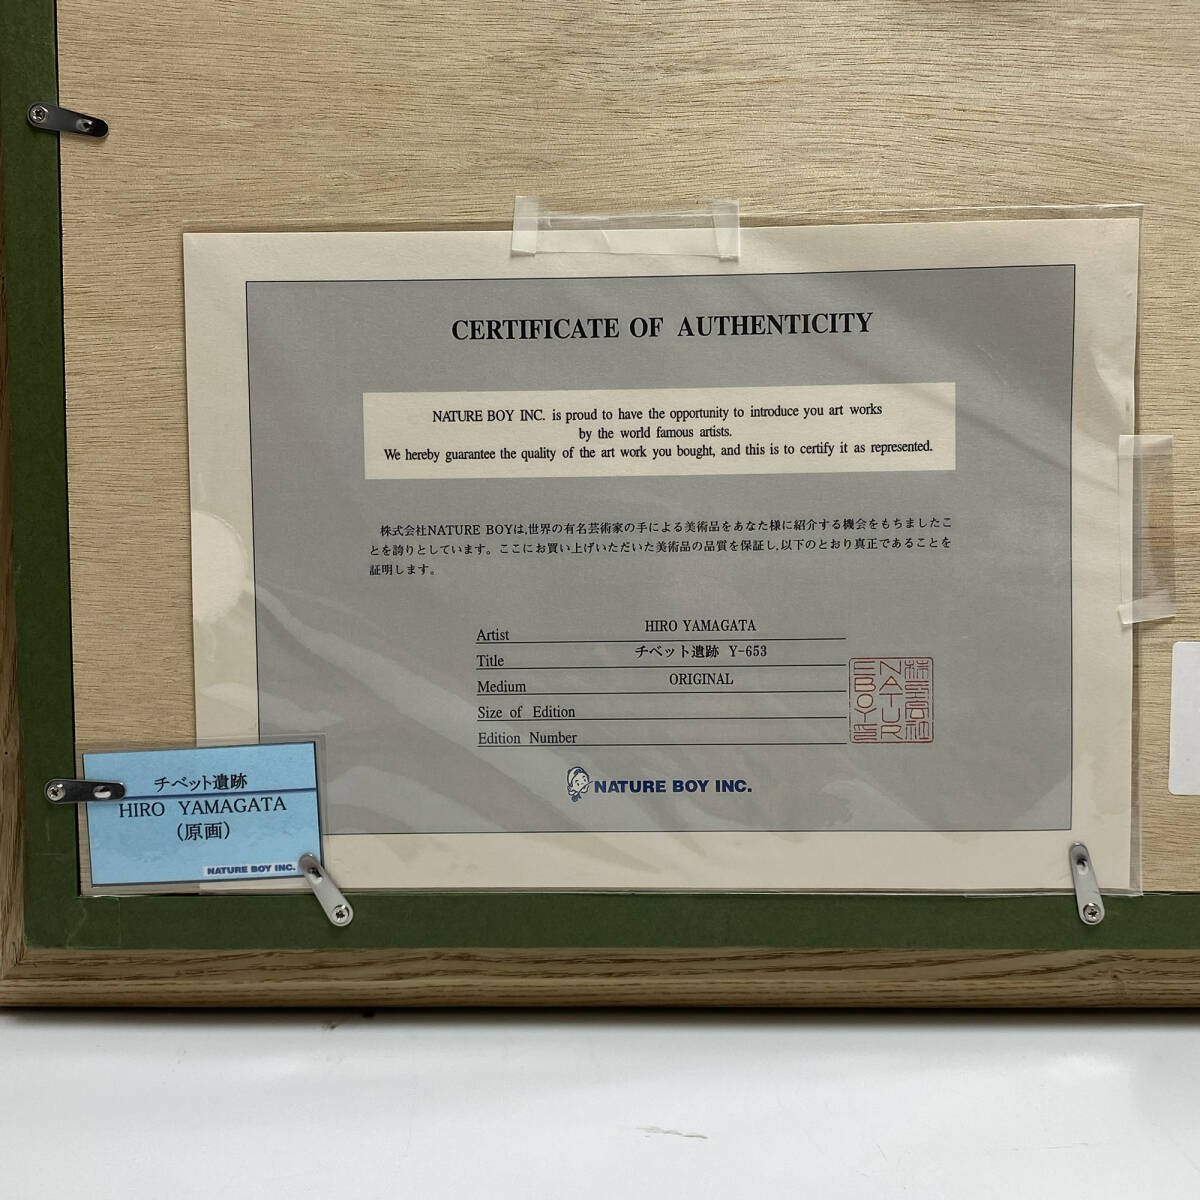 CERTIFICATE OF AUTHENTICITY
NATURE BOY INC. is proud to have the opportunity to introduce you art works
by the world famous artists.
We hereby guarantee the quality of the art work you bought, and this is to certify it as represented.
株式会社NATURE BOYは,世界の有名芸術家の手による美術品をあなた様に紹介する機会をもちましたこ
とを誇りとしています。ここにお買い上げいただいた美術品の品質を保証し,以下のとおり真正であることを
証明します。
Artist HIRO YAMAGATA
Title チベット遺跡 Y-653
Medium ORIGINAL
Size of Edition
Edition Number
NATURE BOY INC.
チベット遺跡
HIRO YAMAGATA
(原画)
NATURE BOY INC.